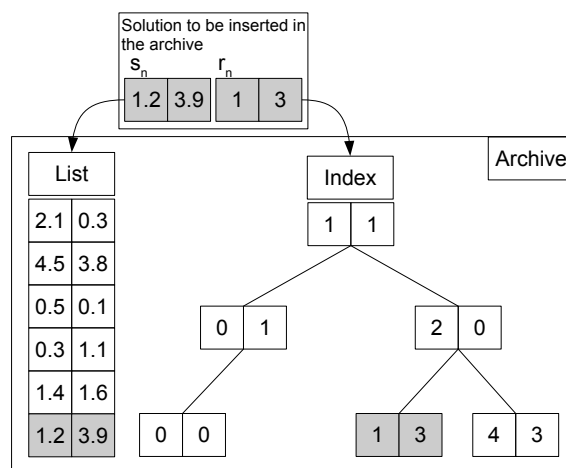 Solution to be inserted in
the archive
s_n r_n
1.2 3.9 1 3
Archive
List
Index
2.1 0.3
4.5 3.8
0.5 0.1
0.3 1.1
1.4 1.6
1.2 3.9
1 1
0 1
2 0
0 0
1 3
4 3